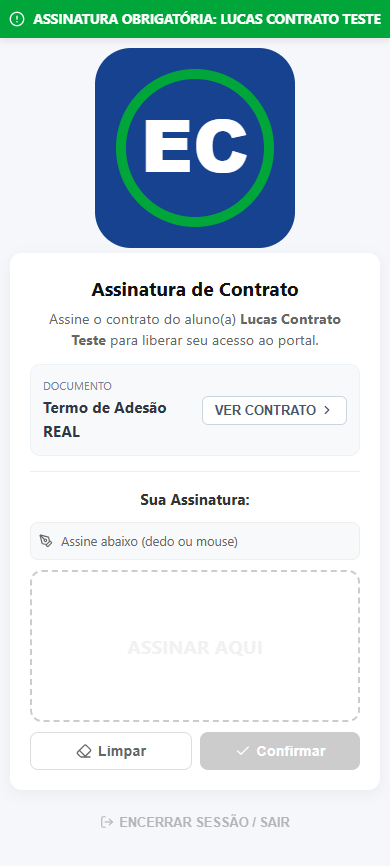 ASSINATURA OBRIGATÓRIA: LUCAS CONTRATO TESTE
EC
Assinatura de Contrato
Assine o contrato do aluno(a) Lucas Contrato
Teste para liberar seu acesso ao portal.
DOCUMENTO
Termo de Adesão
REAL
VER CONTRATO
Sua Assinatura:
Assine abaixo (dedo ou mouse)
ASSINAR AQUI
Limpar
Confirmar
ENCERRAR SESSÃO / SAIR